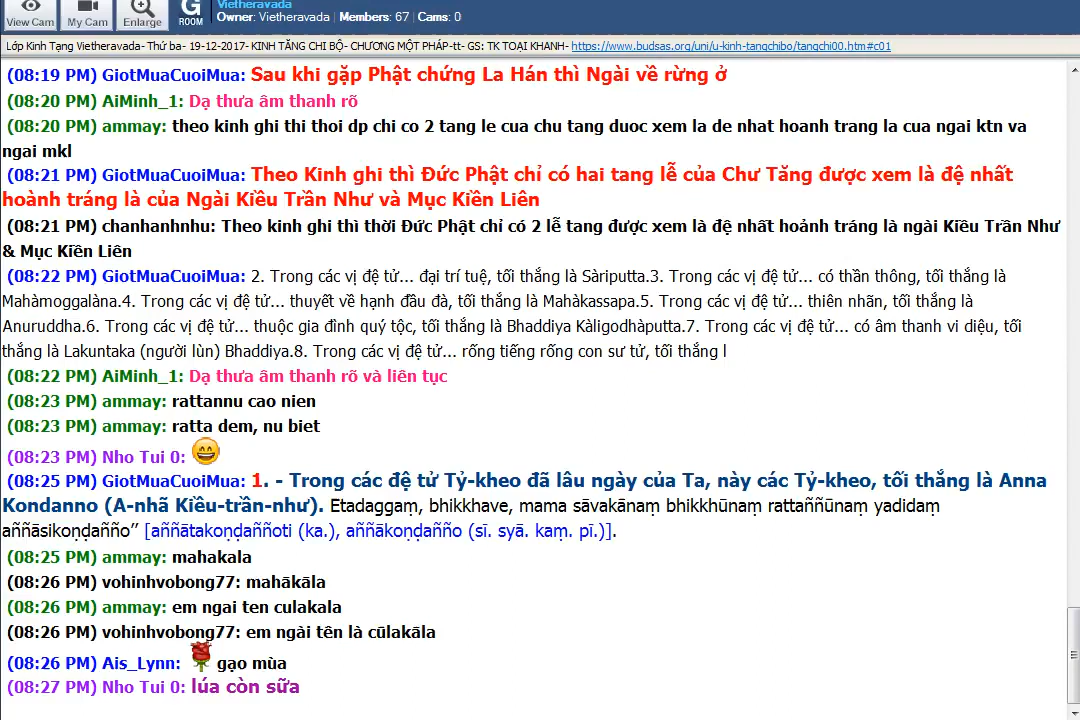 View Cam
My Cam
Enlarge
G
ROOM
Vietheravada
Owner: Vietheravada | Members: 67 | Cams: 0
Lớp Kinh Tạng Vietheravada- Thứ ba- 19-12-2017- KINH TĂNG CHI BỘ- CHƯƠNG MỘT PHÁP-tt- GS: TK TOẠI KHANH- https://www.budsas.org/uni/u-kinh-tangchibo/tangchi00.htm#c01
(08:19 PM) GiotMuaCuoiMua: Sau khi gặp Phật chứng La Hán thì Ngài về rừng ở
(08:20 PM) AiMinh_1: Dạ thưa âm thanh rõ
(08:20 PM) ammay: theo kinh ghi thi thoi dp chi co 2 tang le cua chu tang duoc xem la de nhat hoanh trang la cua ngai ktn va
ngai mkl
(08:21 PM) GiotMuaCuoiMua: Theo Kinh ghi thì Đức Phật chỉ có hai tang lễ của Chư Tăng được xem là đệ nhất
hoành tráng là của Ngài Kiều Trần Như và Mục Kiền Liên
(08:21 PM) chanhanhnhu: Theo kinh ghi thì thời Đức Phật chỉ có 2 lễ tang được xem là đệ nhất hoảnh tráng là ngài Kiều Trần Như
& Mục Kiền Liên
(08:22 PM) GiotMuaCuoiMua: 2. Trong các vị đệ tử... đại trí tuệ, tối thắng là Sàriputta.3. Trong các vị đệ tử... có thần thông, tối thắng là
Mahàmoggalàna.4. Trong các vị đệ tử... thuyết về hạnh đầu đà, tối thắng là Mahàkassapa.5. Trong các vị đệ tử... thiên nhãn, tối thắng là
Anuruddha.6. Trong các vị đệ tử... thuộc gia đình quý tộc, tối thắng là Bhaddiya Kàligodhàputta.7. Trong các vị đệ tử... có âm thanh vi diệu, tối
thắng là Lakuntaka (người lùn) Bhaddiya.8. Trong các vị đệ tử... rống tiếng rống con sư tử, tối thắng l
(08:22 PM) AiMinh_1: Dạ thưa âm thanh rõ và liên tục
(08:23 PM) ammay: rattannu cao nien
(08:23 PM) ammay: ratta dem, nu biet
(08:23 PM) Nho Tui 0:
(08:25 PM) GiotMuaCuoiMua: 1. - Trong các đệ tử Tỷ-kheo đã lâu ngày của Ta, này các Tỷ-kheo, tối thắng là Anna
Kondanno (A-nhã Kiều-trần-như). Etadaggaṃ, bhikkhave, mama sāvakānaṃ bhikkhūnaṃ rattaññūnaṃ yadidaṃ
aññāsikoṇḍañño’’ [aññātakoṇḍaññoti (ka.), aññākoṇḍañño (sī. syā. kaṃ. pī.)].
(08:25 PM) ammay: mahakala
(08:26 PM) vohinhvobong77: mahākāla
(08:26 PM) ammay: em ngai ten culakala
(08:26 PM) vohinhvobong77: em ngài tên là cūlakāla
(08:26 PM) Ais_Lynn: gạo mùa
(08:27 PM) Nho Tui 0: lúa còn sữa